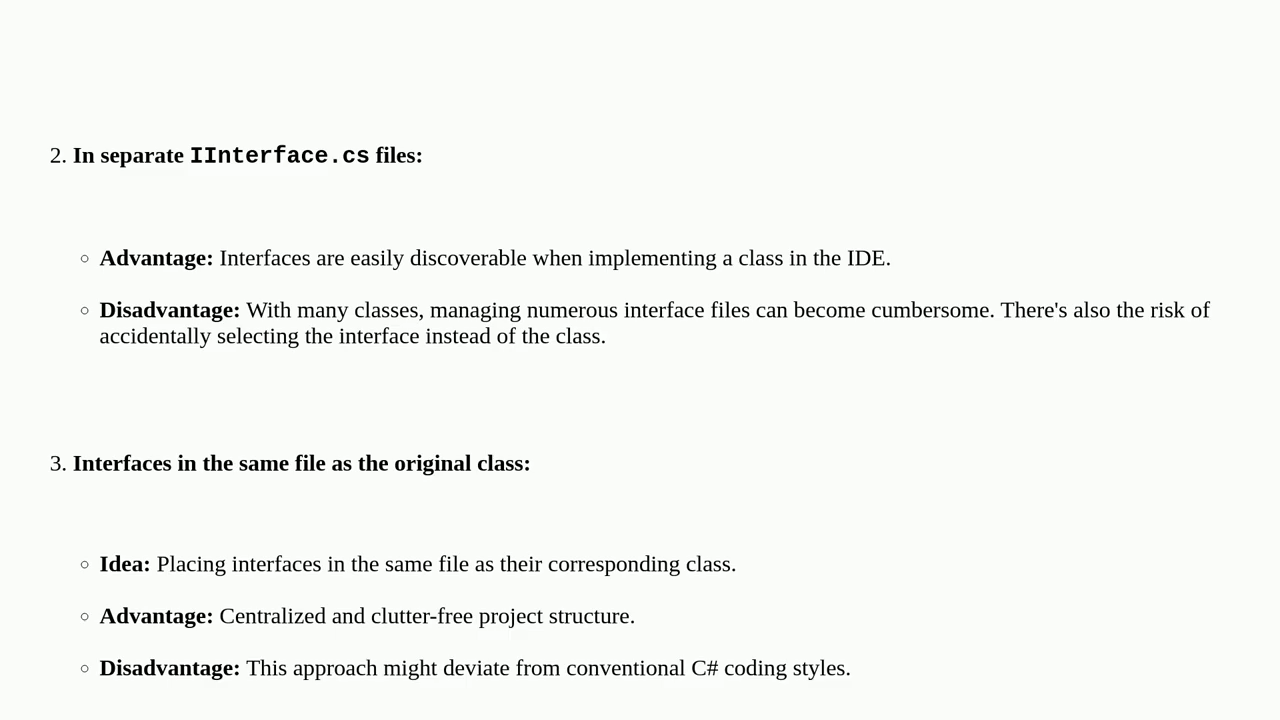 2. In separate IInterface.cs files:
○ Advantage: Interfaces are easily discoverable when implementing a class in the IDE.
○ Disadvantage: With many classes, managing numerous interface files can become cumbersome. There's also the risk of
accidentally selecting the interface instead of the class.
3. Interfaces in the same file as the original class:
○ Idea: Placing interfaces in the same file as their corresponding class.
○ Advantage: Centralized and clutter-free project structure.
○ Disadvantage: This approach might deviate from conventional C# coding styles.